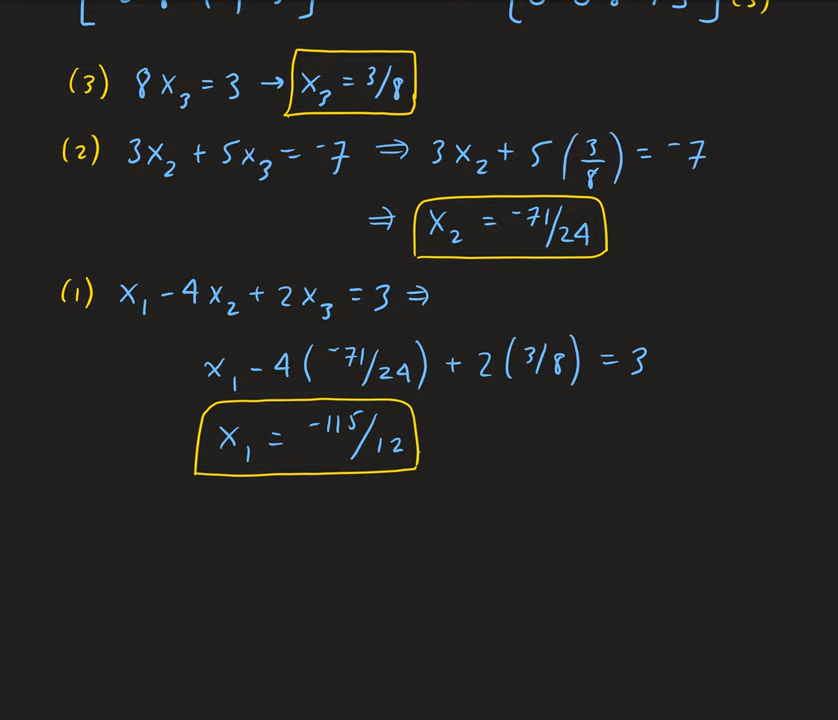 (3) 8x₃ = 3 → x₃ = 3/8
(2) 3x₂ + 5x₃ = -7 ⇒ 3x₂ + 5(3/8) = -7
⇒ x₂ = -71/24
(1) x₁ - 4x₂ + 2x₃ = 3 ⇒
x₁ - 4(-71/24) + 2(3/8) = 3
x₁ = -115/12